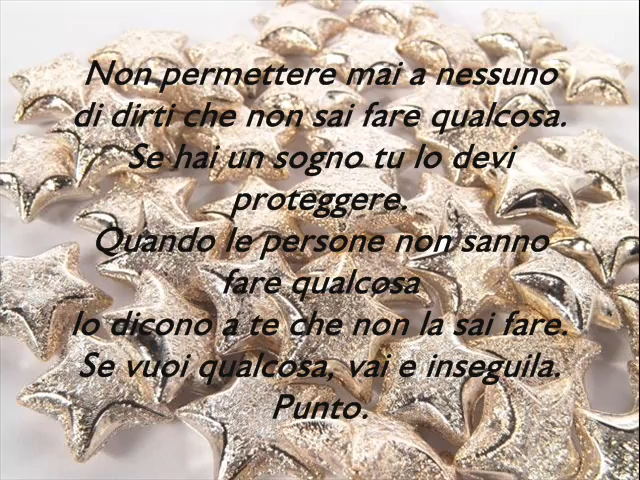 Non permettere mai a nessuno
di dirti che non sai fare qualcosa.
Se hai un sogno tu lo devi
proteggere.
Quando le persone non sanno
fare qualcosa
lo dicono a te che non la sai fare.
Se vuoi qualcosa, vai e inseguila.
Punto.